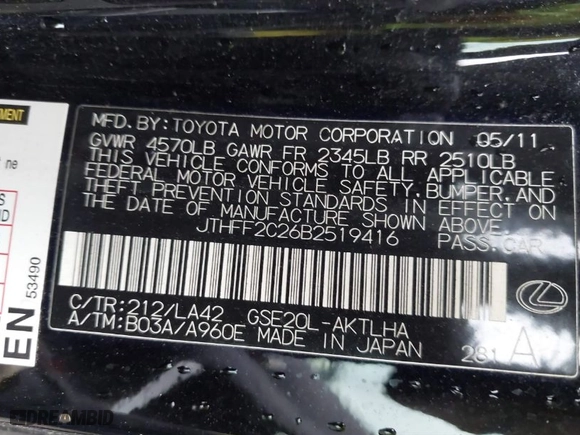 MFD. BY: TOYOTA MOTOR CORPORATION 05/11
GVWR 4570LB GAWR FR 2345LB RR 2510LB
THIS VEHICLE CONFORMS TO ALL APPLICABLE
FEDERAL MOTOR VEHICLE SAFETY, BUMPER, AND
THEFT PREVENTION STANDARDS IN EFFECT ON
THE DATE OF MANUFACTURE SHOWN ABOVE.
JTHFF2C26B2519416 PASS.CAR
C/TR: 212/LA42 GSE20L-AKTLHA
A/TM: B03A/A960E MADE IN JAPAN 281 A
EN
53490
ne
DREAMBID